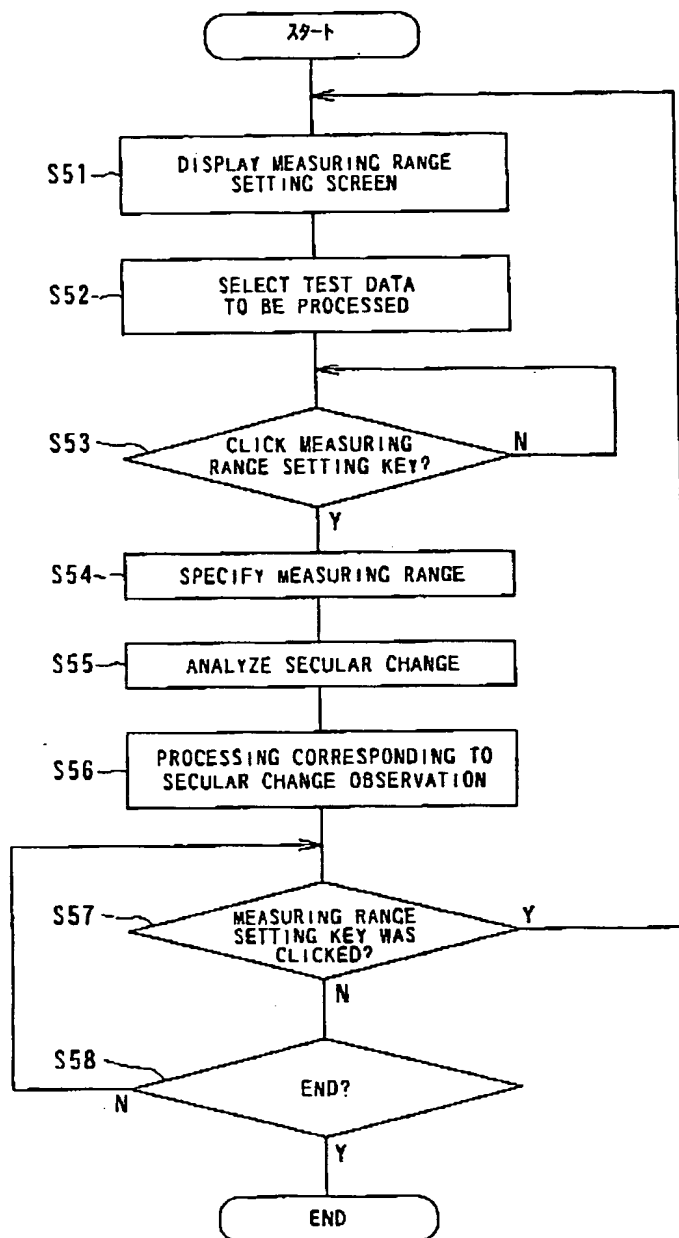 スタート
S51
DISPLAY MEASURING RANGE
SETTING SCREEN
S52
SELECT TEST DATA
TO BE PROCESSED
S53
CLICK MEASURING
RANGE SETTING KEY?
N
Y
S54
SPECIFY MEASURING RANGE
S55
ANALYZE SECULAR CHANGE
S56
PROCESSING CORRESPONDING TO
SECULAR CHANGE OBSERVATION
S57
MEASURING RANGE
SETTING KEY WAS
CLICKED?
Y
N
S58
END?
N
Y
END